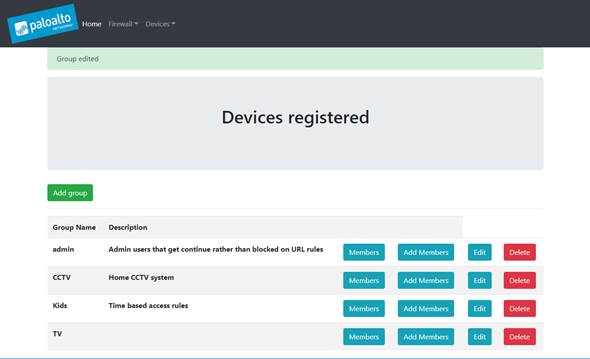 paloalto
NETWORKS
Home Firewall Devices
Group edited
Devices registered
Add group
Group Name Description
admin Admin users that get continue rather than blocked on URL rules Members Add Members Edit Delete
CCTV Home CCTV system Members Add Members Edit Delete
Kids Time based access rules Members Add Members Edit Delete
TV Members Add Members Edit Delete